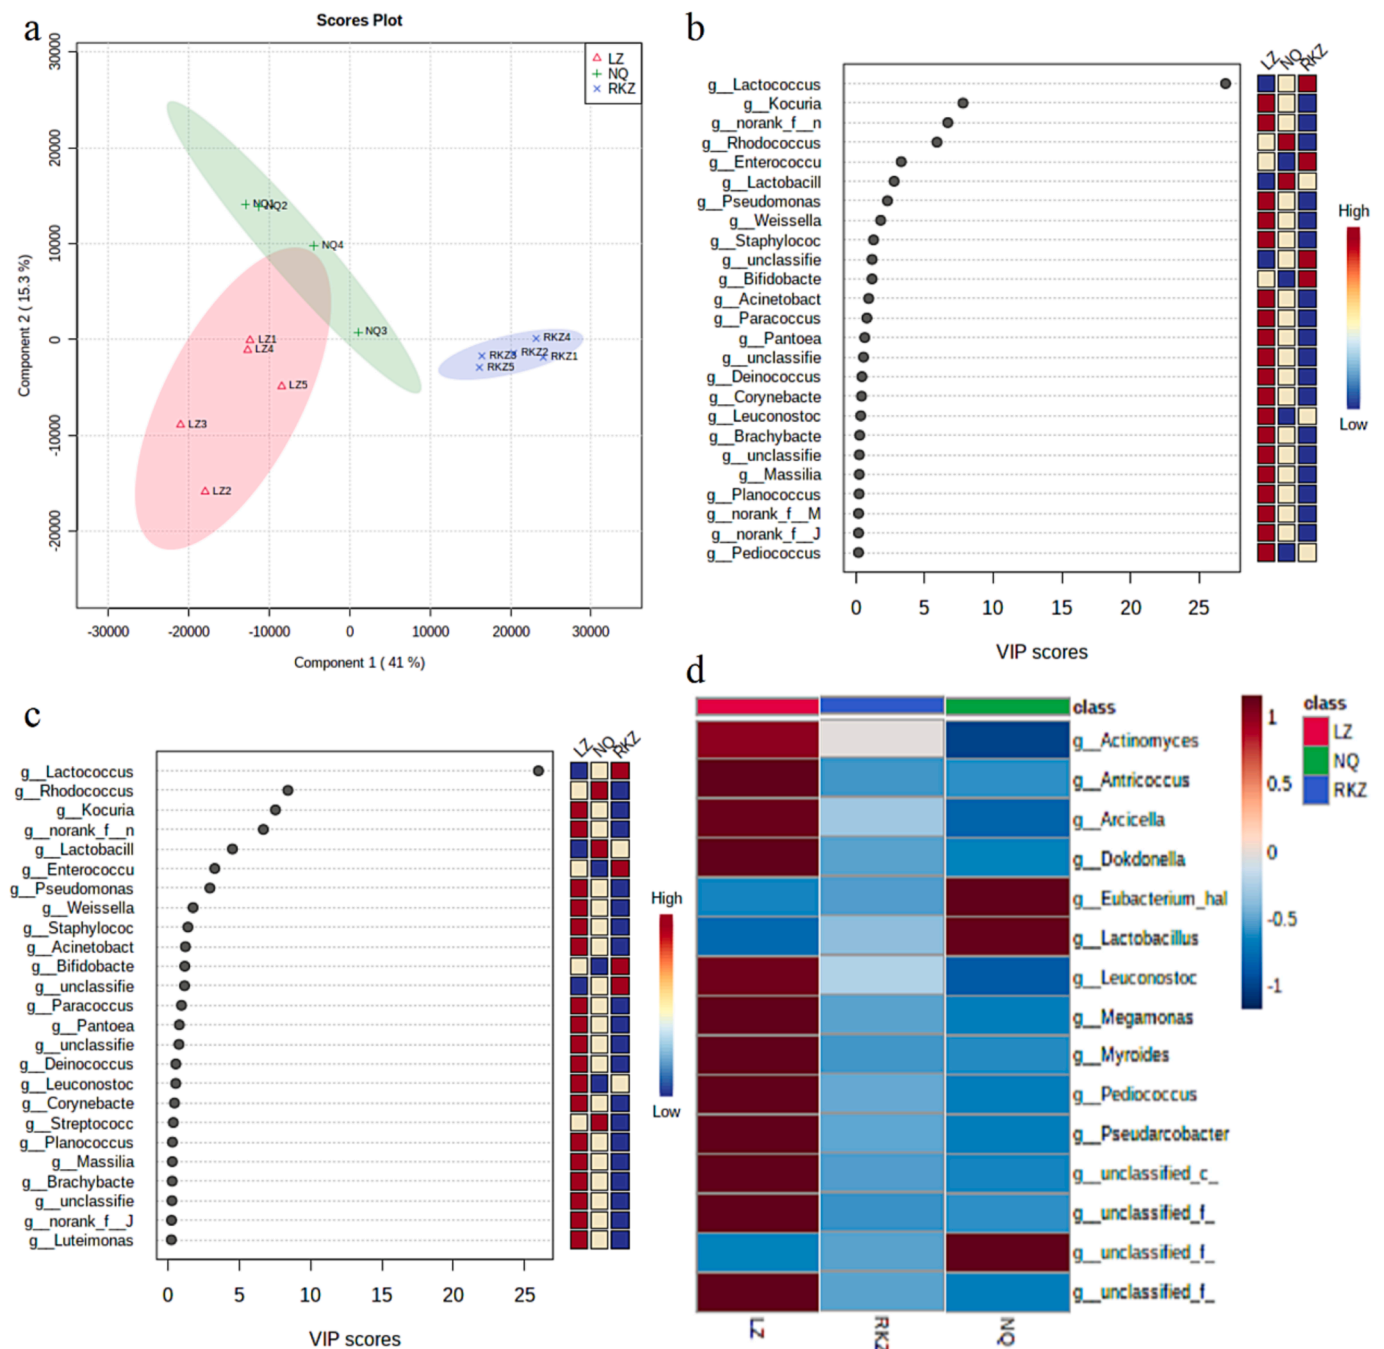 a
Scores Plot
LZ
NQ
RKZ
30000
20000
10000
0
-10000
-20000
Component 2 ( 15.3 %)
NQ1
NQ2
NQ4
NQ3
LZ1
LZ4
LZ5
LZ3
LZ2
RKZ4
RKZ3
RKZ2
RKZ1
RKZ5
-30000 -20000 -10000 0 10000 20000 30000
Component 1 ( 41 %)
b
LZ NQ RKZ
g__Lactococcus
g__Kocuria
g__norank_f__n
g__Rhodococcus
g__Enterococcu
g__Lactobacill
g__Pseudomonas
g__Weissella
g__Staphylococ
g__unclassifie
g__Bifidobacte
g__Acinetobact
g__Paracoccus
g__Pantoea
g__unclassifie
g__Deinococcus
g__Corynebacte
g__Leuconostoc
g__Brachybacte
g__unclassifie
g__Massilia
g__Planococcus
g__norank_f__M
g__norank_f__J
g__Pediococcus
0 5 10 15 20 25
VIP scores
High
Low
c
LZ NQ RKZ
g__Lactococcus
g__Rhodococcus
g__Kocuria
g__norank_f__n
g__Lactobacill
g__Enterococcu
g__Pseudomonas
g__Weissella
g__Staphylococ
g__Acinetobact
g__Bifidobacte
g__unclassifie
g__Paracoccus
g__Pantoea
g__unclassifie
g__Deinococcus
g__Leuconostoc
g__Corynebacte
g__Streptococc
g__Planococcus
g__Massilia
g__Brachybacte
g__unclassifie
g__norank_f__J
g__Luteimonas
0 5 10 15 20 25
VIP scores
High
Low
d
class
g__Actinomyces
g__Antricoccus
g__Arcicella
g__Dokdonella
g__Eubacterium_hal
g__Lactobacillus
g__Leuconostoc
g__Megamonas
g__Myroides
g__Pediococcus
g__Pseudarcobacter
g__unclassified_c_
g__unclassified_f_
g__unclassified_f_
g__unclassified_f_
LZ RKZ NQ
1
0.5
0
-0.5
-1
class
LZ
NQ
RKZ